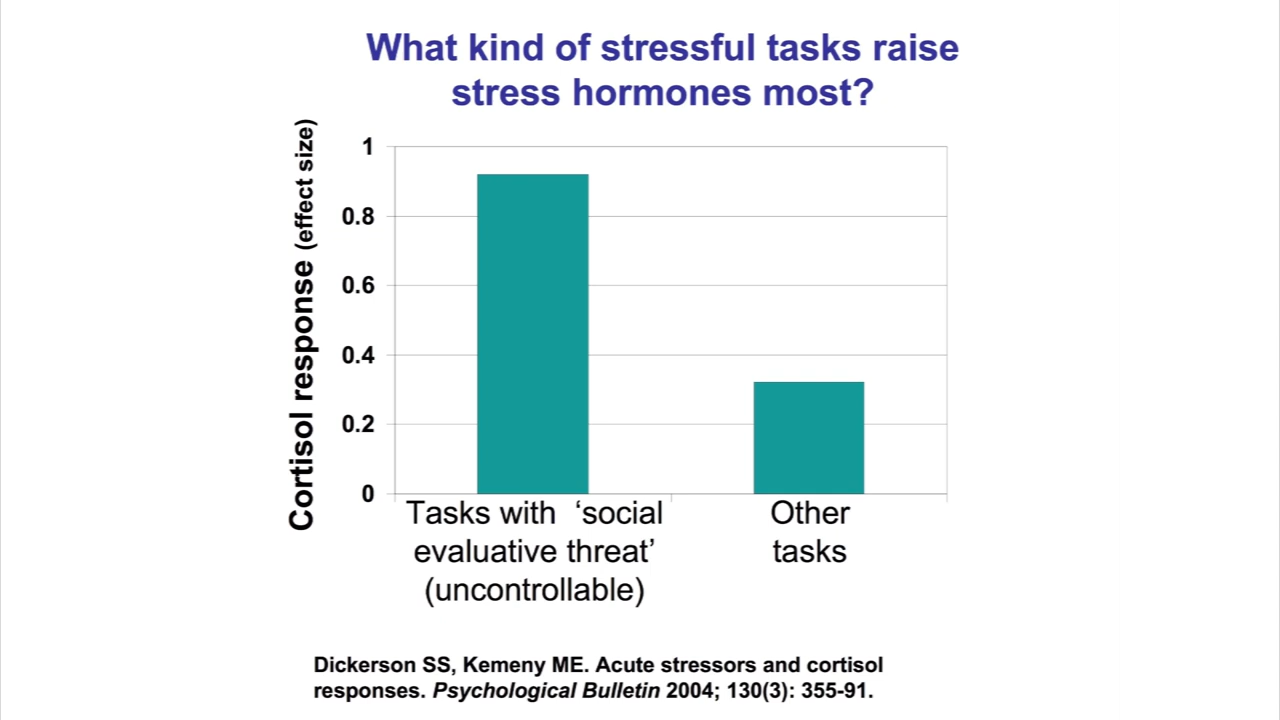 What kind of stressful tasks raise
stress hormones most?
Cortisol response (effect size)
1
0.8
0.6
0.4
0.2
0
Tasks with ‘social
evaluative threat’
(uncontrollable)
Other
tasks
Dickerson SS, Kemeny ME. Acute stressors and cortisol
responses. Psychological Bulletin 2004; 130(3): 355-91.